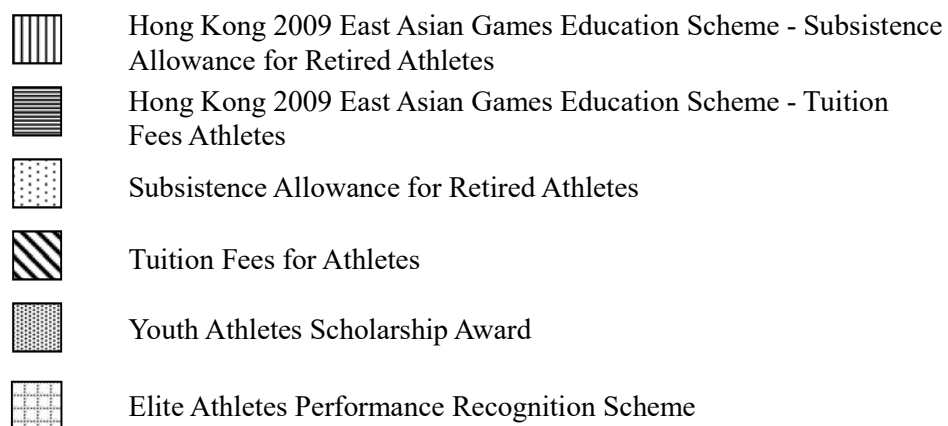 Hong Kong 2009 East Asian Games Education Scheme - Subsistence
Allowance for Retired Athletes
Hong Kong 2009 East Asian Games Education Scheme - Tuition
Fees Athletes
Subsistence Allowance for Retired Athletes
Tuition Fees for Athletes
Youth Athletes Scholarship Award
Elite Athletes Performance Recognition Scheme